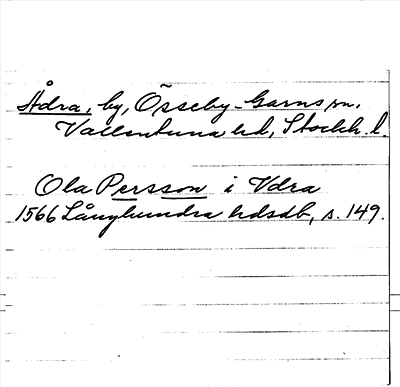 Ådra, by, Össeby-Garns sn,
Vallentuna hd, Stockh. l.
Ola Persson i Vdra
1566 Långhundra hdsdb, s. 149.